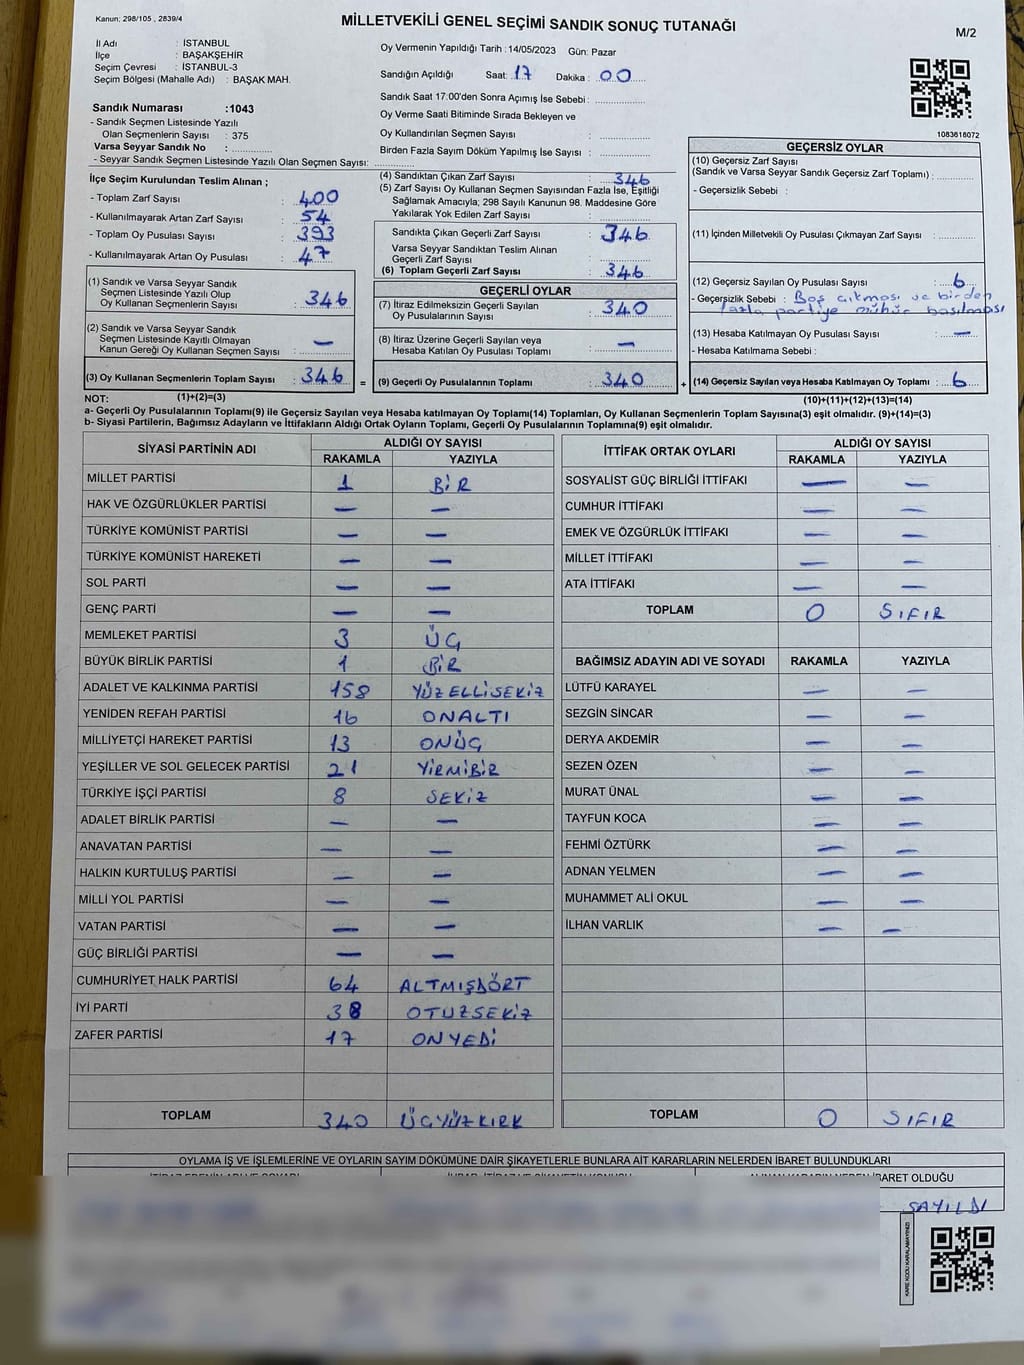 Kanun: 298/105 , 2839/4
MİLLETVEKİLİ GENEL SEÇİMİ SANDIK SONUÇ TUTANAĞI
M/2
İl Adı : İSTANBUL
İlçe : BAŞAKŞEHİR
Seçim Çevresi : İSTANBUL-3
Seçim Bölgesi (Mahalle Adı) : BAŞAK MAH.
Oy Vermenin Yapıldığı Tarih : 14/05/2023 Gün: Pazar
Sandığın Açıldığı Saat: 17 Dakika : 00
Sandık Saat 17:00'den Sonra Açımış İse Sebebi :
Oy Verme Saati Bitiminde Sırada Bekleyen ve
Oy Kullandırılan Seçmen Sayısı :
Birden Fazla Sayım Döküm Yapılmış İse Sayısı :
Sandık Numarası :1043
- Sandık Seçmen Listesinde Yazılı
Olan Seçmenlerin Sayısı : 375
Varsa Seyyar Sandık No :
- Seyyar Sandık Seçmen Listesinde Yazılı Olan Seçmen Sayısı:
1083616072
İlçe Seçim Kurulundan Teslim Alınan ;
- Toplam Zarf Sayısı : 400
- Kullanılmayarak Artan Zarf Sayısı : 54
- Toplam Oy Pusulası Sayısı : 393
- Kullanılmayarak Artan Oy Pusulası : 47
(4) Sandıktan Çıkan Zarf Sayısı : 346
(5) Zarf Sayısı Oy Kullanan Seçmen Sayısından Fazla İse, Eşitliği
Sağlamak Amacıyla; 298 Sayılı Kanunun 98. Maddesine Göre
Yakılarak Yok Edilen Zarf Sayısı :
Sandıkta Çıkan Geçerli Zarf Sayısı : 346
Varsa Seyyar Sandıktan Teslim Alınan
Geçerli Zarf Sayısı :
(6) Toplam Geçerli Zarf Sayısı : 346
GEÇERSİZ OYLAR
(10) Geçersiz Zarf Sayısı
(Sandık ve Varsa Seyyar Sandık Geçersiz Zarf Toplamı) :
- Geçersizlik Sebebi :
(11) İçinden Milletvekili Oy Pusulası Çıkmayan Zarf Sayısı :
(12) Geçersiz Sayılan Oy Pusulası Sayısı : 6
- Geçersizlik Sebebi : Boş çıkması ve birden
fazla partiye mühür basılması
(13) Hesaba Katılmayan Oy Pusulası Sayısı : —
- Hesaba Katılmama Sebebi :
(1) Sandık ve Varsa Seyyar Sandık
Seçmen Listesinde Yazılı Olup
Oy Kullanan Seçmenlerin Sayısı : 346
(2) Sandık ve Varsa Seyyar Sandık
Seçmen Listesinde Kayıtlı Olmayan
Kanun Gereği Oy Kullanan Seçmen Sayısı : —
GEÇERLİ OYLAR
(7) İtiraz Edilmeksizin Geçerli Sayılan
Oy Pusulalarının Sayısı : 340
(8) İtiraz Üzerine Geçerli Sayılan veya
Hesaba Katılan Oy Pusulası Toplamı : —
(3) Oy Kullanan Seçmenlerin Toplam Sayısı : 346 = (9) Geçerli Oy Pusulalarının Toplamı : 340 + (14) Geçersiz Sayılan veya Hesaba Katılmayan Oy Toplamı : 6
NOT: (1)+(2)=(3) (10)+(11)+(12)+(13)=(14)
a- Geçerli Oy Pusulalarının Toplamı(9) ile Geçersiz Sayılan veya Hesaba katılmayan Oy Toplamı(14) Toplamları, Oy Kullanan Seçmenlerin Toplam Sayısına(3) eşit olmalıdır. (9)+(14)=(3)
b- Siyasi Partilerin, Bağımsız Adayların ve İttifakların Aldığı Ortak Oyların Toplamı, Geçerli Oy Pusulalarının Toplamına(9) eşit olmalıdır.
SİYASİ PARTİNİN ADI ALDIĞI OY SAYISI
RAKAMLA YAZIYLA
MİLLET PARTİSİ 1 BİR
HAK VE ÖZGÜRLÜKLER PARTİSİ — —
TÜRKİYE KOMÜNİST PARTİSİ — —
TÜRKİYE KOMÜNİST HAREKETİ — —
SOL PARTİ — —
GENÇ PARTİ — —
MEMLEKET PARTİSİ 3 ÜÇ
BÜYÜK BİRLİK PARTİSİ 1 BİR
ADALET VE KALKINMA PARTİSİ 158 YÜZELLİSEKİZ
YENİDEN REFAH PARTİSİ 16 ONALTI
MİLLİYETÇİ HAREKET PARTİSİ 13 ONÜÇ
YEŞİLLER VE SOL GELECEK PARTİSİ 21 YİRMİBİR
TÜRKİYE İŞÇİ PARTİSİ 8 SEKİZ
ADALET BİRLİK PARTİSİ — —
ANAVATAN PARTİSİ — —
HALKIN KURTULUŞ PARTİSİ — —
MİLLİ YOL PARTİSİ — —
VATAN PARTİSİ — —
GÜÇ BİRLİĞİ PARTİSİ — —
CUMHURİYET HALK PARTİSİ 64 ALTMIŞDÖRT
İYİ PARTİ 38 OTUZSEKİZ
ZAFER PARTİSİ 17 ONYEDİ
TOPLAM 340 ÜÇYÜZKIRK
İTTİFAK ORTAK OYLARI ALDIĞI OY SAYISI
RAKAMLA YAZIYLA
SOSYALİST GÜÇ BİRLİĞİ İTTİFAKI — —
CUMHUR İTTİFAKI — —
EMEK VE ÖZGÜRLÜK İTTİFAKI — —
MİLLET İTTİFAKI — —
ATA İTTİFAKI — —
TOPLAM 0 SIFIR
BAĞIMSIZ ADAYIN ADI VE SOYADI RAKAMLA YAZIYLA
LÜTFÜ KARAYEL — —
SEZGİN SİNCAR — —
DERYA AKDEMİR — —
SEZEN ÖZEN — —
MURAT ÜNAL — —
TAYFUN KOCA — —
FEHMİ ÖZTÜRK — —
ADNAN YELMEN — —
MUHAMMET ALİ OKUL — —
İLHAN VARLIK — —
TOPLAM 0 SIFIR
OYLAMA İŞ VE İŞLEMLERİNE VE OYLARIN SAYIM DÖKÜMÜNE DAİR ŞİKAYETLERLE BUNLARA AİT KARARLARIN NELERDEN İBARET BULUNDUKLARI
İBARET OLDUĞU
SAYILDI
KARE KODU KARALAMAYINIZ!